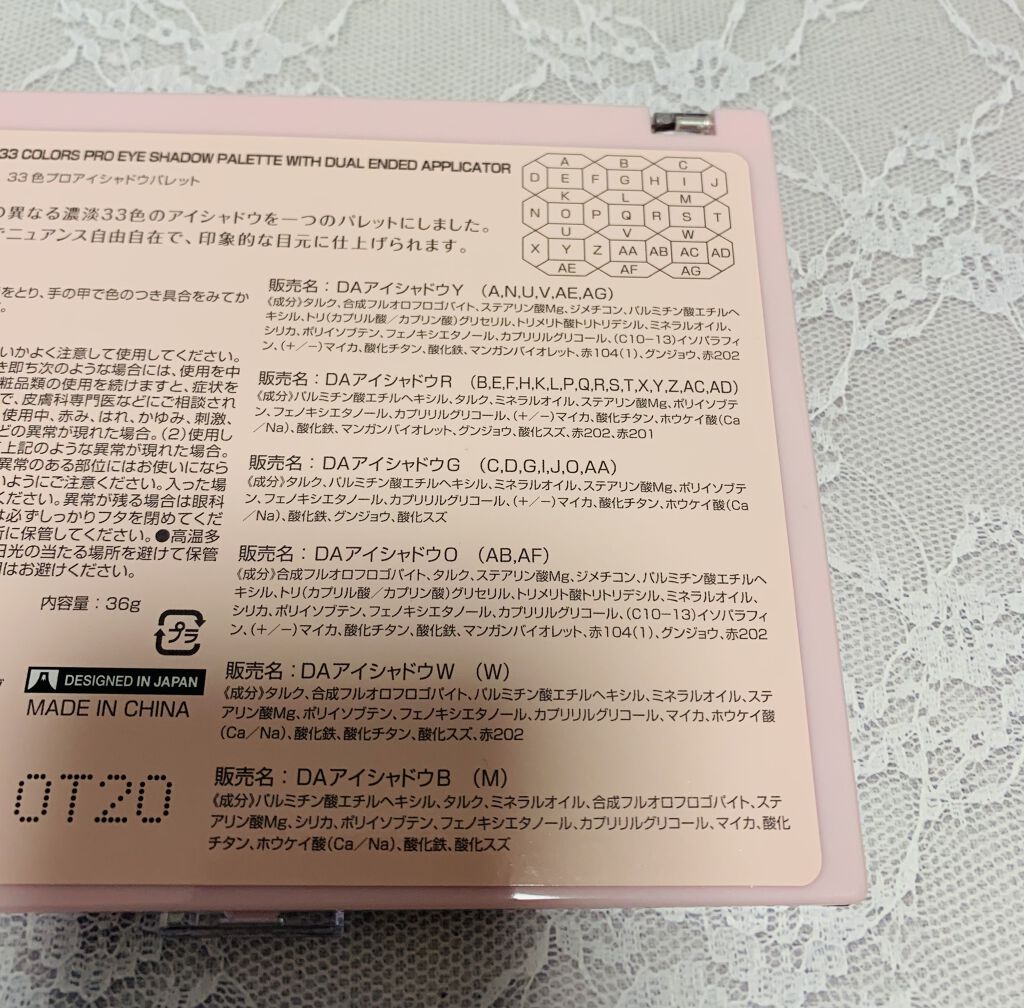 33 COLORS PRO EYE SHADOW PALETTE WITH DUAL ENDED APPLICATOR
33色プロアイシャドウパレット
の異なる濃淡33色のアイシャドウを一つのパレットにしました。
でニュアンス自由自在で、印象的な目元に仕上げられます。
A B C
D E F G H I J
K L M
N O P Q R S T
U V W
X Y Z AA AB AC AD
AE AF AG
をとり、手の甲で色のつき具合をみてか
。
いかよく注意して使用してください。
き即ち次のような場合には、使用を中
粧品類の使用を続けますと、症状を
で、皮膚科専門医などにご相談され
使用中、赤み、はれ、かゆみ、刺激、
どの異常が現れた場合。(2)使用し
上記のような異常が現れた場合。
異常のある部位にはお使いになら
いようにご注意ください。入った場
ください。異常が残る場合は眼科
は必ずしっかりフタを閉めてくだ
所に保管してください。●高温多
日光の当たる場所を避けて保管
用はお避けください。
内容量：36g
プラ
DESIGNED IN JAPAN
MADE IN CHINA
0T20
販売名：DAアイシャドウY (A,N,U,V,AE,AG)
《成分》タルク、合成フルオロフロゴパイト、ステアリン酸Mg、ジメチコン、パルミチン酸エチルヘ
キシル、トリ(カプリル酸／カプリン酸)グリセリル、トリメリト酸トリトリデシル、ミネラルオイル、
シリカ、ポリイソブテン、フェノキシエタノール、カプリリルグリコール、(C10-13)イソパラフィ
ン、(+/-)マイカ、酸化チタン、酸化鉄、マンガンバイオレット、赤104(1)、グンジョウ、赤202
販売名：DAアイシャドウR (B,E,F,H,K,L,P,Q,R,S,T,X,Y,Z,AC,AD)
《成分》パルミチン酸エチルヘキシル、タルク、ミネラルオイル、ステアリン酸Mg、ポリイソブテ
ン、フェノキシエタノール、カプリリルグリコール、(+/-)マイカ、酸化チタン、ホウケイ酸(Ca
/Na)、酸化鉄、マンガンバイオレット、グンジョウ、酸化スズ、赤202、赤201
販売名：DAアイシャドウG (C,D,G,I,J,O,AA)
《成分》タルク、パルミチン酸エチルヘキシル、ミネラルオイル、ステアリン酸Mg、ポリイソブテ
ン、フェノキシエタノール、カプリリルグリコール、(+/-)マイカ、酸化チタン、ホウケイ酸(Ca
/Na)、酸化鉄、グンジョウ、酸化スズ
販売名：DAアイシャドウO (AB,AF)
《成分》合成フルオロフロゴパイト、タルク、ステアリン酸Mg、ジメチコン、パルミチン酸エチルヘ
キシル、トリ(カプリル酸／カプリン酸)グリセリル、トリメリト酸トリトリデシル、ミネラルオイル、
シリカ、ポリイソブテン、フェノキシエタノール、カプリリルグリコール、(C10-13)イソパラフィ
ン、(+/-)マイカ、酸化チタン、酸化鉄、マンガンバイオレット、赤104(1)、グンジョウ、赤202
販売名：DAアイシャドウW (W)
《成分》タルク、合成フルオロフロゴパイト、パルミチン酸エチルヘキシル、ミネラルオイル、ステ
アリン酸Mg、ポリイソブテン、フェノキシエタノール、カプリリルグリコール、マイカ、ホウケイ酸
(Ca/Na)、酸化鉄、酸化チタン、酸化スズ、赤202
販売名：DAアイシャドウB (M)
《成分》パルミチン酸エチルヘキシル、タルク、ミネラルオイル、合成フルオロフロゴパイト、ステ
アリン酸Mg、シリカ、ポリイソブテン、フェノキシエタノール、カプリリルグリコール、マイカ、酸化
チタン、ホウケイ酸(Ca/Na)、酸化鉄、酸化スズ